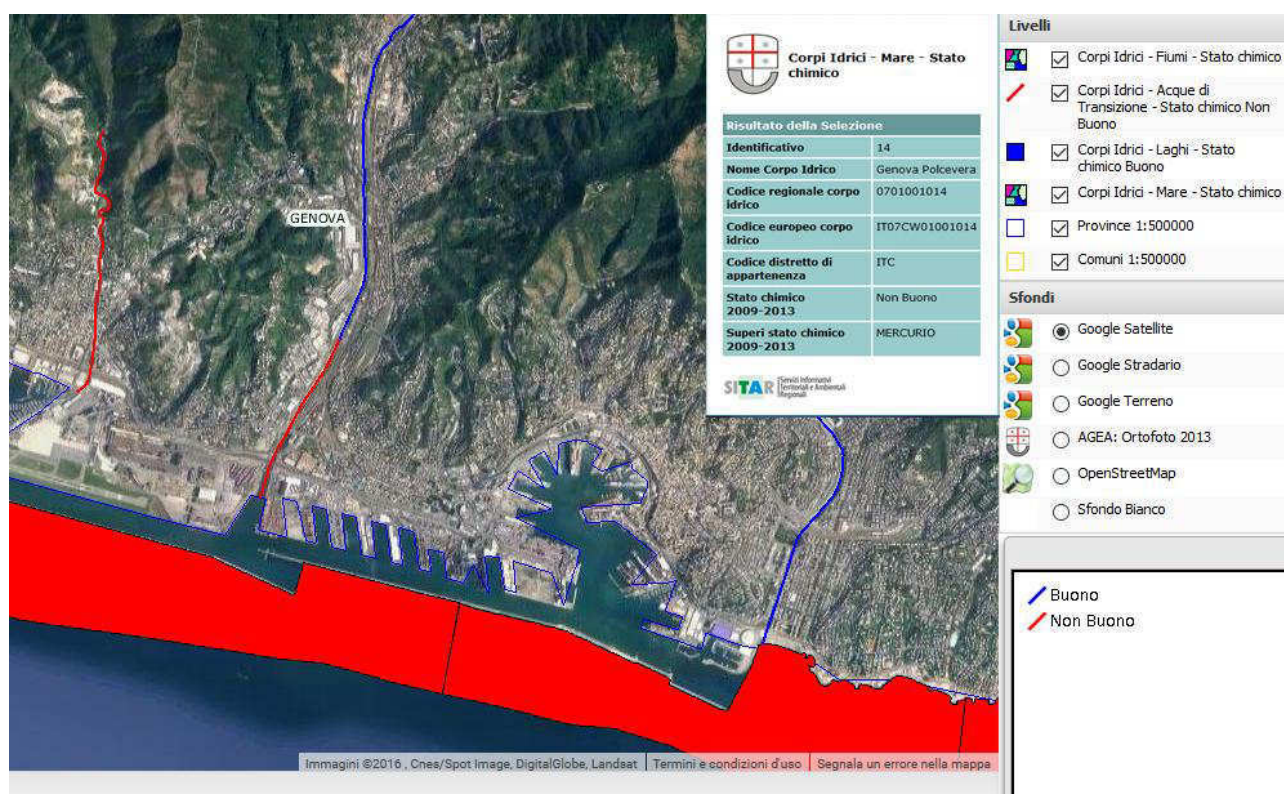 GENOVA
Corpi Idrici - Mare - Stato
chimico
Risultato della Selezione
Identificativo 14
Nome Corpo Idrico Genova Polcevera
Codice regionale corpo
idrico 0701001014
Codice europeo corpo
idrico IT07CW01001014
Codice distretto di
appartenenza ITC
Stato chimico
2009-2013 Non Buono
Superi stato chimico
2009-2013 MERCURIO
SITAR Servizi Informativi
Territoriali e Ambientali
Regionali
Immagini ©2016 , Cnes/Spot Image, DigitalGlobe, Landsat Termini e condizioni d'uso Segnala un errore nella mappa
Livelli
Corpi Idrici - Fiumi - Stato chimico
Corpi Idrici - Acque di
Transizione - Stato chimico Non
Buono
Corpi Idrici - Laghi - Stato
chimico Buono
Corpi Idrici - Mare - Stato chimico
Province 1:500000
Comuni 1:500000
Sfondi
Google Satellite
Google Stradario
Google Terreno
AGEA: Ortofoto 2013
OpenStreetMap
Sfondo Bianco
Buono
Non Buono